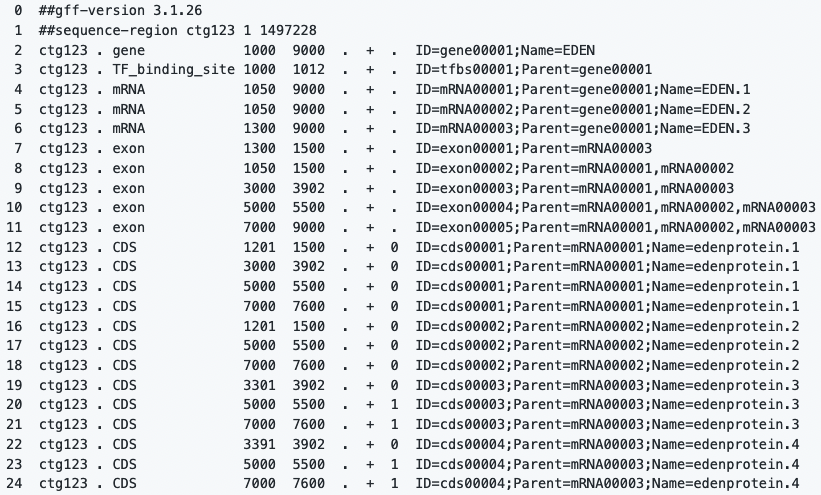 0 ##gff-version 3.1.26
1 ##sequence-region ctg123 1 1497228
2 ctg123 . gene 1000 9000 . + . ID=gene00001;Name=EDEN
3 ctg123 . TF_binding_site 1000 1012 . + . ID=tfbs00001;Parent=gene00001
4 ctg123 . mRNA 1050 9000 . + . ID=mRNA00001;Parent=gene00001;Name=EDEN.1
5 ctg123 . mRNA 1050 9000 . + . ID=mRNA00002;Parent=gene00001;Name=EDEN.2
6 ctg123 . mRNA 1300 9000 . + . ID=mRNA00003;Parent=gene00001;Name=EDEN.3
7 ctg123 . exon 1300 1500 . + . ID=exon00001;Parent=mRNA00003
8 ctg123 . exon 1050 1500 . + . ID=exon00002;Parent=mRNA00001,mRNA00002
9 ctg123 . exon 3000 3902 . + . ID=exon00003;Parent=mRNA00001,mRNA00003
10 ctg123 . exon 5000 5500 . + . ID=exon00004;Parent=mRNA00001,mRNA00002,mRNA00003
11 ctg123 . exon 7000 9000 . + . ID=exon00005;Parent=mRNA00001,mRNA00002,mRNA00003
12 ctg123 . CDS 1201 1500 . + 0 ID=cds00001;Parent=mRNA00001;Name=edenprotein.1
13 ctg123 . CDS 3000 3902 . + 0 ID=cds00001;Parent=mRNA00001;Name=edenprotein.1
14 ctg123 . CDS 5000 5500 . + 0 ID=cds00001;Parent=mRNA00001;Name=edenprotein.1
15 ctg123 . CDS 7000 7600 . + 0 ID=cds00001;Parent=mRNA00001;Name=edenprotein.1
16 ctg123 . CDS 1201 1500 . + 0 ID=cds00002;Parent=mRNA00002;Name=edenprotein.2
17 ctg123 . CDS 5000 5500 . + 0 ID=cds00002;Parent=mRNA00002;Name=edenprotein.2
18 ctg123 . CDS 7000 7600 . + 0 ID=cds00002;Parent=mRNA00002;Name=edenprotein.2
19 ctg123 . CDS 3301 3902 . + 0 ID=cds00003;Parent=mRNA00003;Name=edenprotein.3
20 ctg123 . CDS 5000 5500 . + 1 ID=cds00003;Parent=mRNA00003;Name=edenprotein.3
21 ctg123 . CDS 7000 7600 . + 1 ID=cds00003;Parent=mRNA00003;Name=edenprotein.3
22 ctg123 . CDS 3391 3902 . + 0 ID=cds00004;Parent=mRNA00003;Name=edenprotein.4
23 ctg123 . CDS 5000 5500 . + 1 ID=cds00004;Parent=mRNA00003;Name=edenprotein.4
24 ctg123 . CDS 7000 7600 . + 1 ID=cds00004;Parent=mRNA00003;Name=edenprotein.4